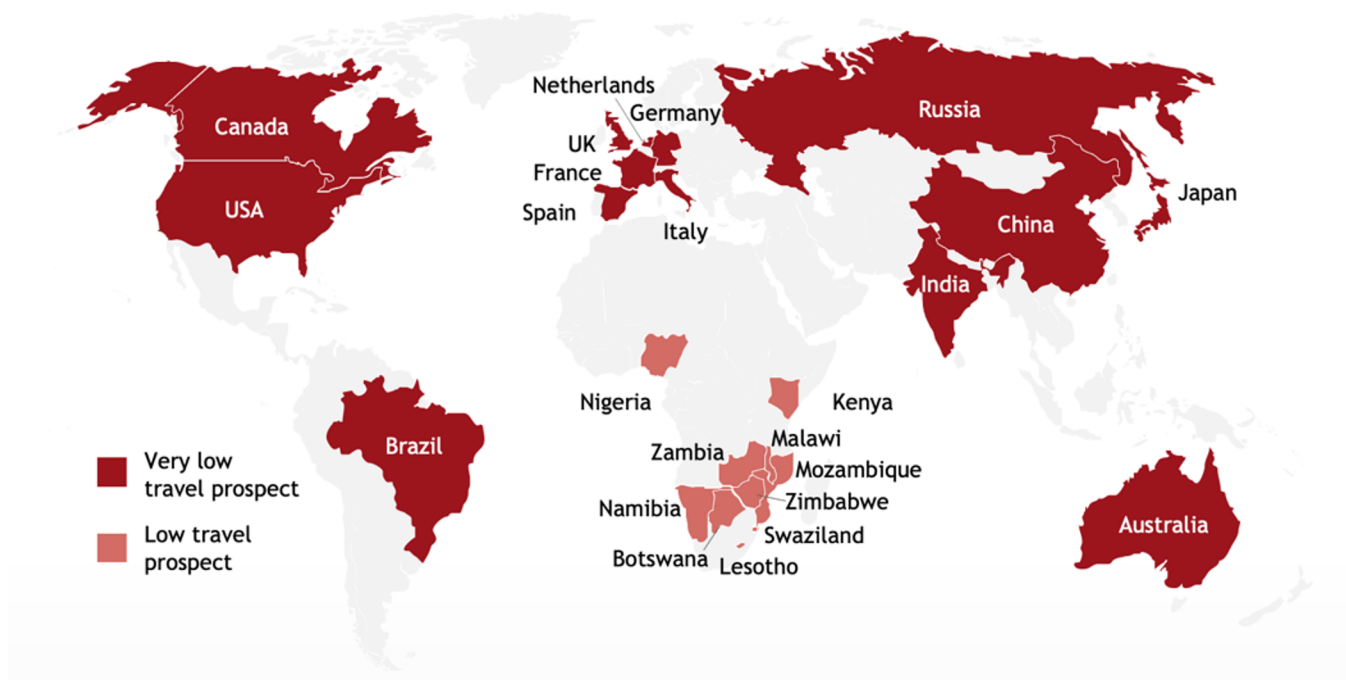 Netherlands
Germany
Canada
Russia
UK
France
Japan
USA
Spain
China
Italy
India
Nigeria
Kenya
Malawi
Brazil
Zambia
Very low
travel prospect
Mozambique
Zimbabwe
Namibia
Australia
Low travel
prospect
Swaziland
Botswana
Lesotho